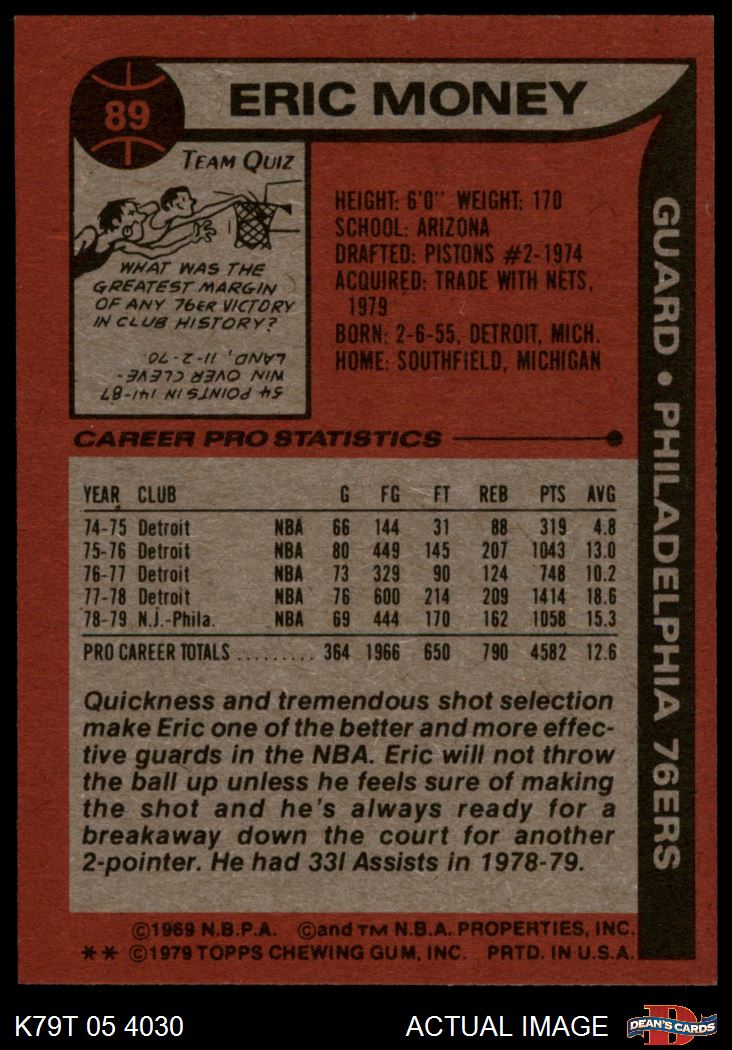 89
ERIC MONEY
TEAM QUIZ
WHAT WAS THE
GREATEST MARGIN
OF ANY 76ER VICTORY
IN CLUB HISTORY?
54 POINTS IN 141-87
WIN OVER CLEVE-
LAND, 11-2-70.
HEIGHT: 6'0" WEIGHT: 170
SCHOOL: ARIZONA
DRAFTED: PISTONS #2-1974
ACQUIRED: TRADE WITH NETS,
1979
BORN: 2-6-55, DETROIT, MICH.
HOME: SOUTHFIELD, MICHIGAN
GUARD • PHILADELPHIA 76ERS
CAREER PRO STATISTICS
YEAR CLUB G FG FT REB PTS AVG
74-75 Detroit NBA 66 144 31 88 319 4.8
75-76 Detroit NBA 80 449 145 207 1043 13.0
76-77 Detroit NBA 73 329 90 124 748 10.2
77-78 Detroit NBA 76 600 214 209 1414 18.6
78-79 N.J.-Phila. NBA 69 444 170 162 1058 15.3
PRO CAREER TOTALS ......... 364 1966 650 790 4582 12.6
Quickness and tremendous shot selection
make Eric one of the better and more effec-
tive guards in the NBA. Eric will not throw
the ball up unless he feels sure of making
the shot and he's always ready for a
breakaway down the court for another
2-pointer. He had 331 Assists in 1978-79.
©1969 N.B.P.A. ©and TM N.B.A. PROPERTIES, INC.
** ©1979 TOPPS CHEWING GUM, INC. PRTD. IN U.S.A.
K79T 05 4030
ACTUAL IMAGE
D
DEAN'S CARDS